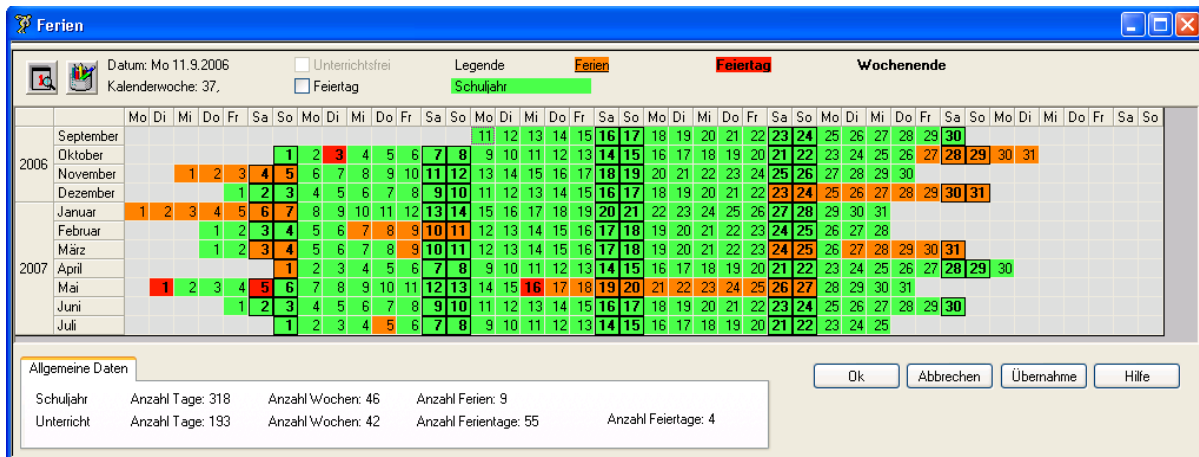 Ferien
Datum: Mo 11.9.2006 Unterrichtsfrei Legende Ferien Feiertag Wochenende
Kalenderwoche: 37, Feiertag Schuljahr
Mo Di Mi Do Fr Sa So Mo Di Mi Do Fr Sa So Mo Di Mi Do Fr Sa So Mo Di Mi Do Fr Sa So Mo Di Mi Do Fr Sa So Mo Di Mi Do Fr Sa So
2006
September 11 12 13 14 15 16 17 18 19 20 21 22 23 24 25 26 27 28 29 30
Oktober 1 2 3 4 5 6 7 8 9 10 11 12 13 14 15 16 17 18 19 20 21 22 23 24 25 26 27 28 29 30 31
November 1 2 3 4 5 6 7 8 9 10 11 12 13 14 15 16 17 18 19 20 21 22 23 24 25 26 27 28 29 30
Dezember 1 2 3 4 5 6 7 8 9 10 11 12 13 14 15 16 17 18 19 20 21 22 23 24 25 26 27 28 29 30 31
2007
Januar 1 2 3 4 5 6 7 8 9 10 11 12 13 14 15 16 17 18 19 20 21 22 23 24 25 26 27 28 29 30 31
Februar 1 2 3 4 5 6 7 8 9 10 11 12 13 14 15 16 17 18 19 20 21 22 23 24 25 26 27 28
März 1 2 3 4 5 6 7 8 9 10 11 12 13 14 15 16 17 18 19 20 21 22 23 24 25 26 27 28 29 30 31
April 1 2 3 4 5 6 7 8 9 10 11 12 13 14 15 16 17 18 19 20 21 22 23 24 25 26 27 28 29 30
Mai 1 2 3 4 5 6 7 8 9 10 11 12 13 14 15 16 17 18 19 20 21 22 23 24 25 26 27 28 29 30 31
Juni 1 2 3 4 5 6 7 8 9 10 11 12 13 14 15 16 17 18 19 20 21 22 23 24 25 26 27 28 29 30
Juli 1 2 3 4 5 6 7 8 9 10 11 12 13 14 15 16 17 18 19 20 21 22 23 24 25
Allgemeine Daten
Ok Abbrechen Übernahme Hilfe
Schuljahr Anzahl Tage: 318 Anzahl Wochen: 46 Anzahl Ferien: 9
Unterricht Anzahl Tage: 193 Anzahl Wochen: 42 Anzahl Ferientage: 55 Anzahl Feiertage: 4